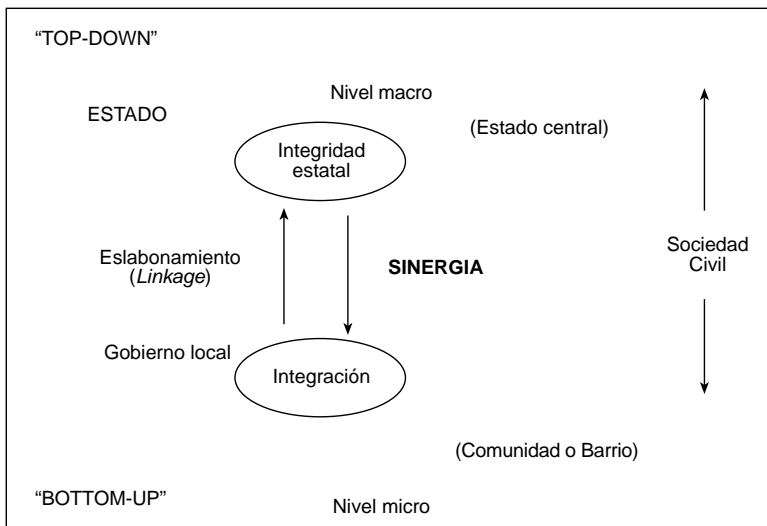 “TOP-DOWN”
Nivel macro
ESTADO
(Estado central)
Integridad
estatal
Eslabonamiento
(Linkage)
SINERGIA
Sociedad
Civil
Gobierno local
Integración
(Comunidad o Barrio)
“BOTTOM-UP”
Nivel micro